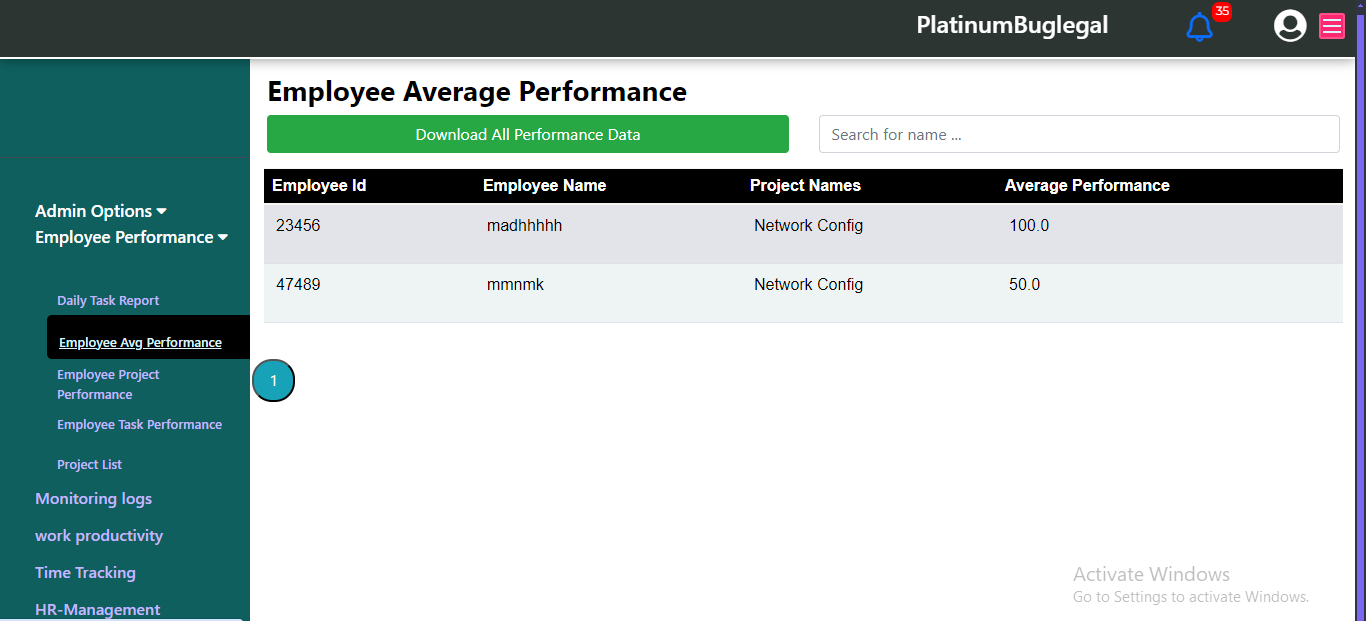 PlatinumBuglegal
35
Employee Average Performance
Download All Performance Data
Search for name ...
Employee Id Employee Name Project Names Average Performance
23456 madhhhhh Network Config 100.0
47489 mmnmk Network Config 50.0
1
Admin Options
Employee Performance
Daily Task Report
Employee Avg Performance
Employee Project
Performance
Employee Task Performance
Project List
Monitoring logs
work productivity
Time Tracking
HR-Management
Activate Windows
Go to Settings to activate Windows.